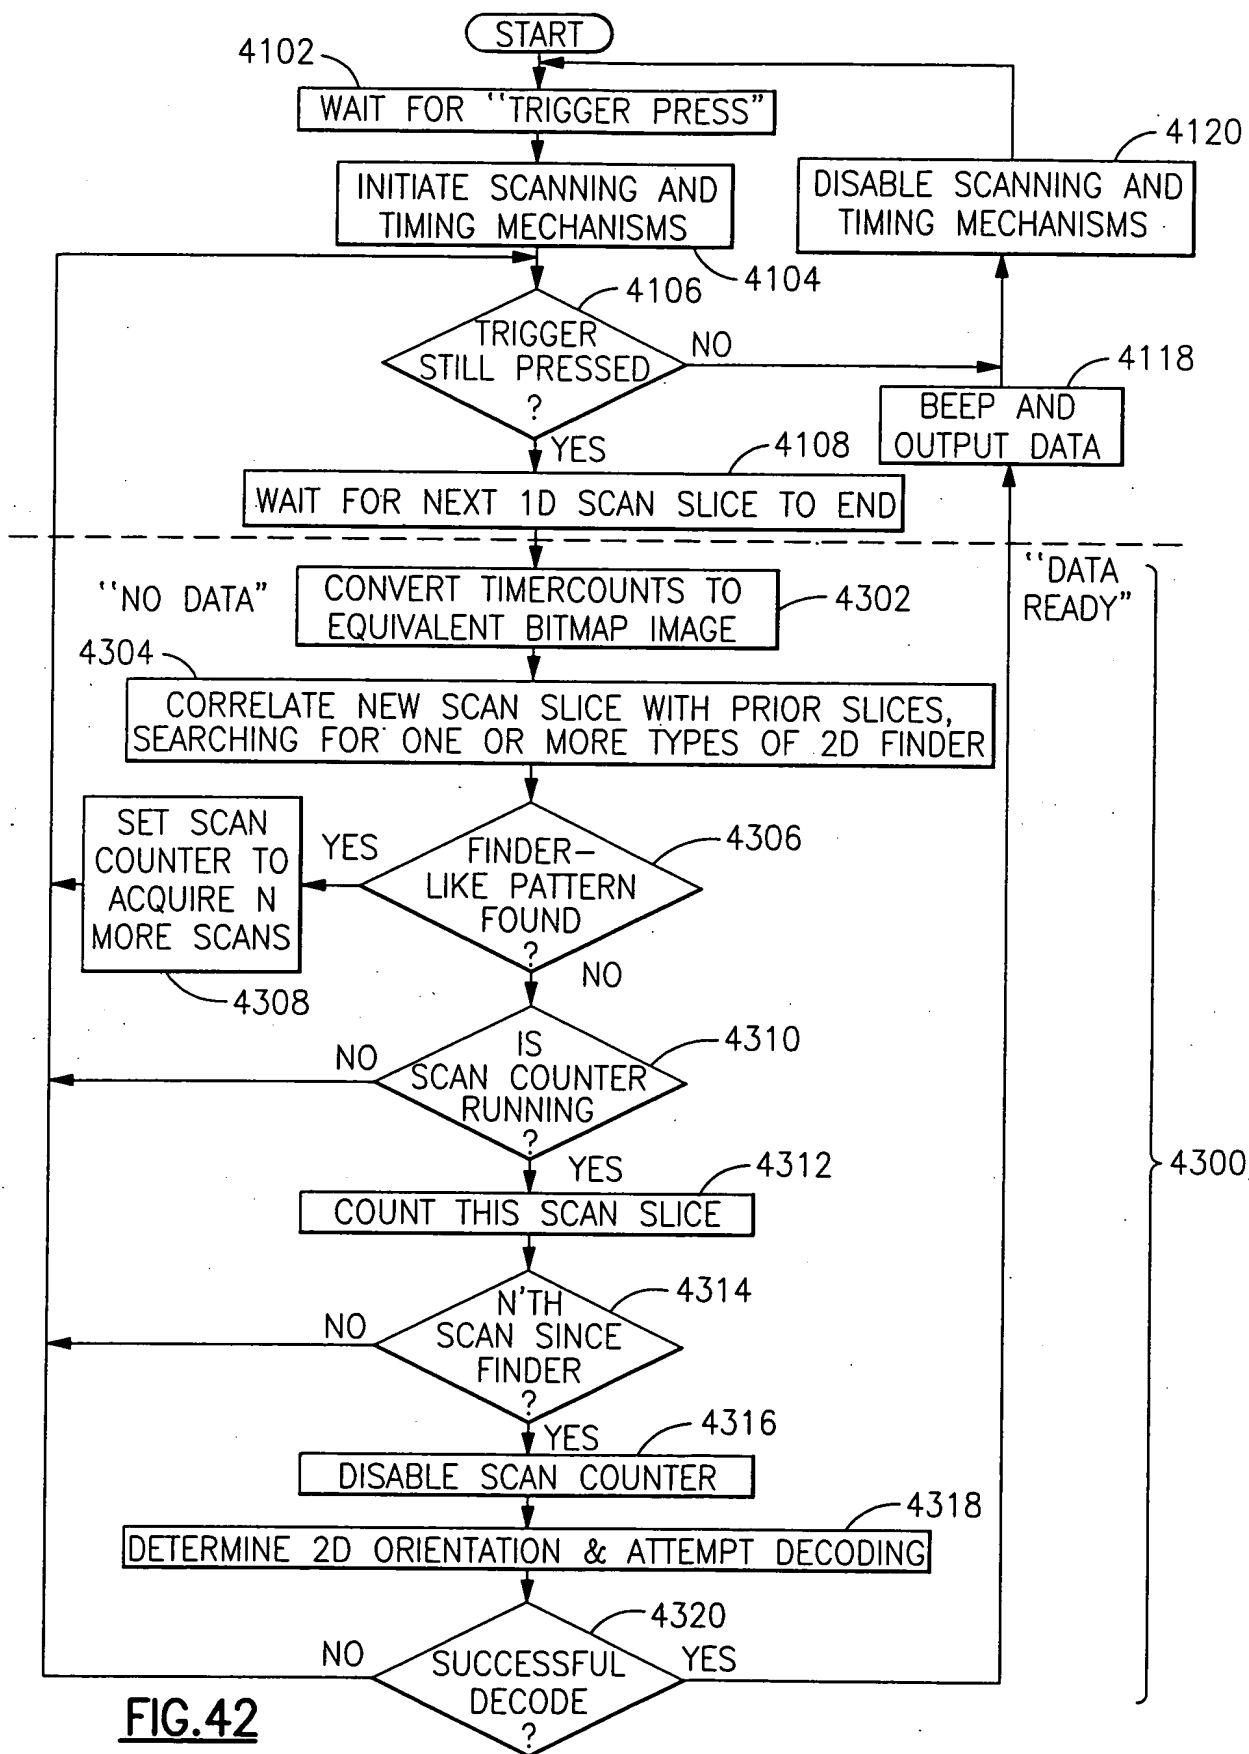 START
4102
WAIT FOR "TRIGGER PRESS"
INITIATE SCANNING AND
TIMING MECHANISMS
4104
4120
DISABLE SCANNING AND
TIMING MECHANISMS
4106
TRIGGER
STILL PRESSED
?
NO
YES
4118
BEEP AND
OUTPUT DATA
4108
WAIT FOR NEXT 1D SCAN SLICE TO END
"NO DATA"
"DATA
READY"
CONVERT TIMERCOUNTS TO
EQUIVALENT BITMAP IMAGE
4302
4304
CORRELATE NEW SCAN SLICE WITH PRIOR SLICES,
SEARCHING FOR ONE OR MORE TYPES OF 2D FINDER
SET SCAN
COUNTER TO
ACQUIRE N
MORE SCANS
4308
YES
FINDER-
LIKE PATTERN
FOUND
?
4306
NO
IS
SCAN COUNTER
RUNNING
?
4310
NO
YES
4312
COUNT THIS SCAN SLICE
4300
N'TH
SCAN SINCE
FINDER
?
4314
NO
YES
4316
DISABLE SCAN COUNTER
4318
DETERMINE 2D ORIENTATION & ATTEMPT DECODING
4320
NO
SUCCESSFUL
DECODE
?
YES
FIG.42